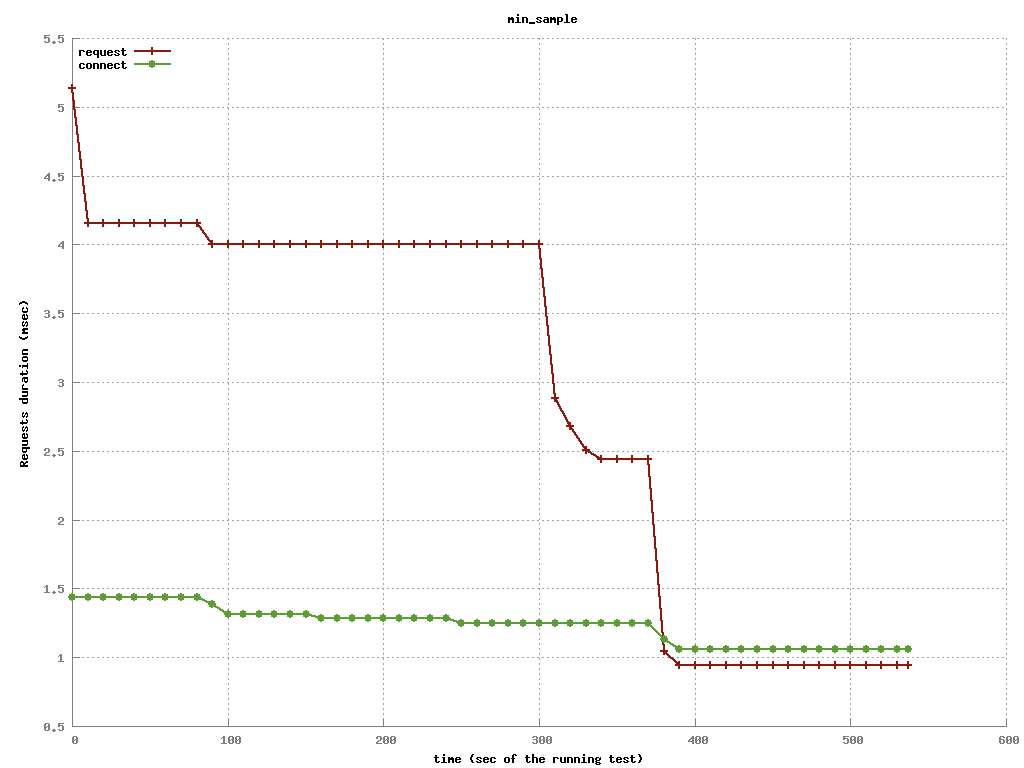 min_sample
request
connect
5.5
5
4.5
4
3.5
3
2.5
2
1.5
1
0.5
Requests duration (msec)
0 100 200 300 400 500 600
time (sec of the running test)